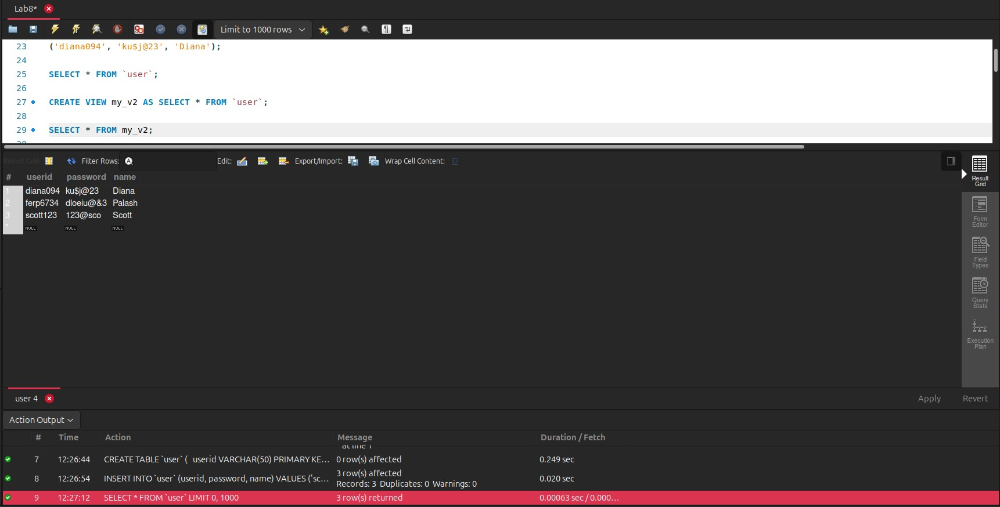 Lab8*
Limit to 1000 rows
23 ('diana094', 'ku$j@23', 'Diana');
24
25 SELECT * FROM `user`;
26
27 CREATE VIEW my_v2 AS SELECT * FROM `user`;
28
29 SELECT * FROM my_v2;
30
Result Grid Filter Rows: Edit: Export/Import: Wrap Cell Content:
# userid password name
1 diana094 ku$j@23 Diana
2 ferp6734 dloeiu@&3 Palash
3 scott123 123@sco Scott
* NULL NULL NULL
Result
Grid
Form
Editor
Field
Types
Query
Stats
Execution
Plan
user 4 Apply Revert
Action Output
# Time Action Message Duration / Fetch
at line 1
7 12:26:44 CREATE TABLE `user` ( userid VARCHAR(50) PRIMARY KE... 0 row(s) affected 0.249 sec
8 12:26:54 INSERT INTO `user` (userid, password, name) VALUES ('sc... 3 row(s) affected 0.020 sec
Records: 3 Duplicates: 0 Warnings: 0
9 12:27:12 SELECT * FROM `user` LIMIT 0, 1000 3 row(s) returned 0.00063 sec / 0.000...